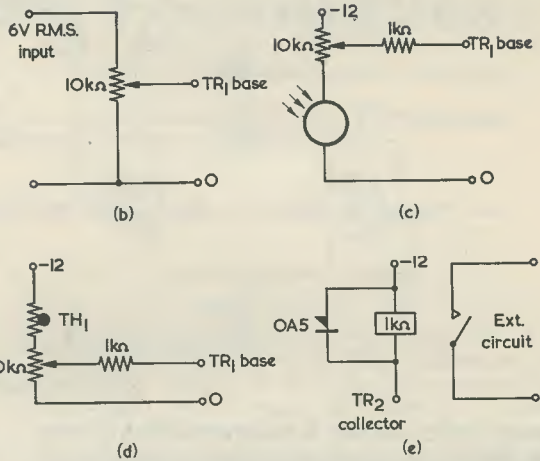 6V R.M.S.
input
10kΩ
TR1 base
O
(b)
-12
10kΩ
1kΩ
TR1 base
O
(c)
-12
TH1
0kΩ
1kΩ
TR1 base
O
(d)
-12
OA5
1kΩ
TR2
collector
Ext.
circuit
(e)